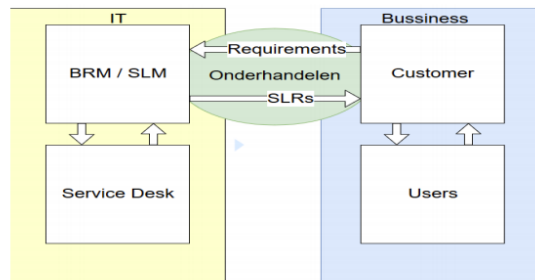 IT
Bussiness
BRM / SLM
Requirements
Onderhandelen
SLRs
Customer
Service Desk
Users